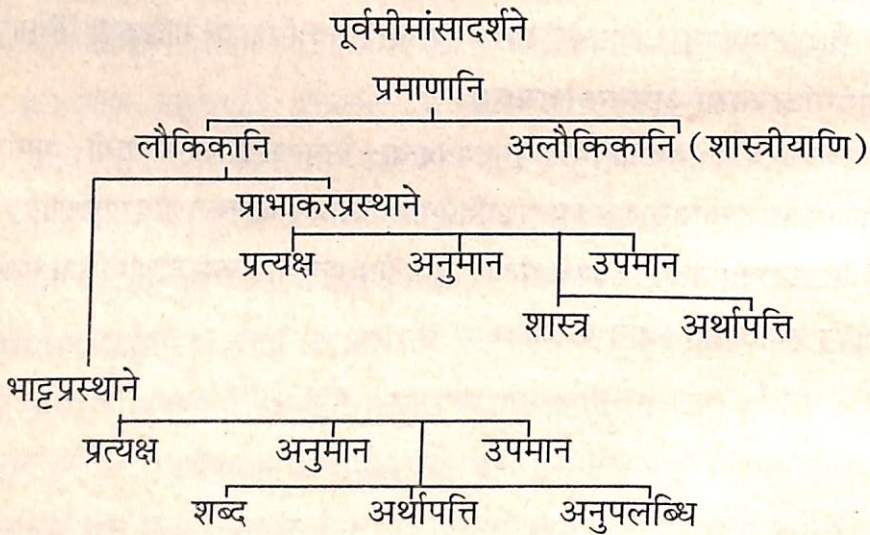 पूर्वमीमांसादर्शने
प्रमाणानि
लौकिकानि अलौकिकानि ( शास्त्रीयाणि )
प्राभाकरप्रस्थाने
प्रत्यक्ष अनुमान उपमान
शास्त्र अर्थापत्ति
भाट्टप्रस्थाने
प्रत्यक्ष अनुमान उपमान
शब्द अर्थापत्ति अनुपलब्धि